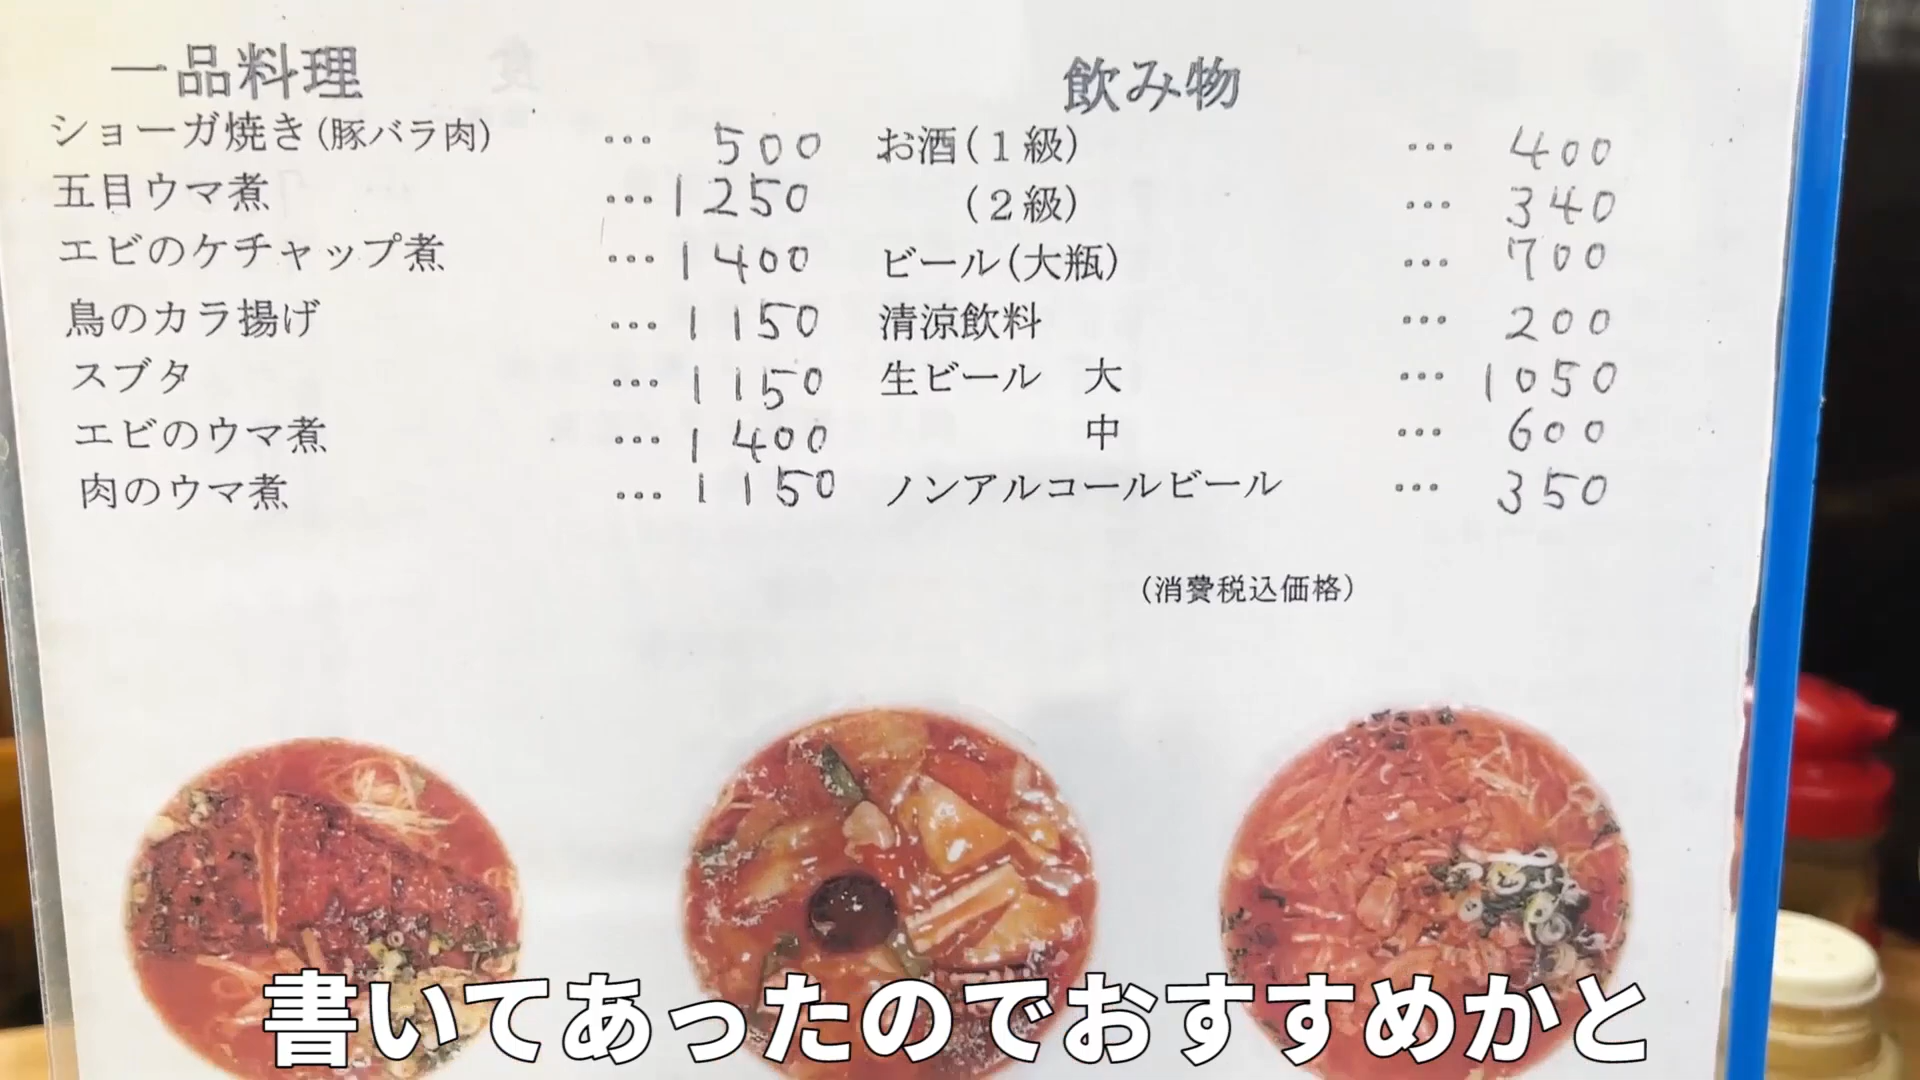 一品料理
ショーガ焼き(豚バラ肉) … 500
五目ウマ煮 … 1250
エビのケチャップ煮 … 1400
鳥のカラ揚げ … 1150
スブタ … 1150
エビのウマ煮 … 1400
肉のウマ煮 … 1150
飲み物
お酒(1級) … 400
(2級) … 340
ビール(大瓶) … 700
清涼飲料 … 200
生ビール 大 … 1050
中 … 600
ノンアルコールビール … 350
(消費税込価格)
書いてあったのでおすすめかと